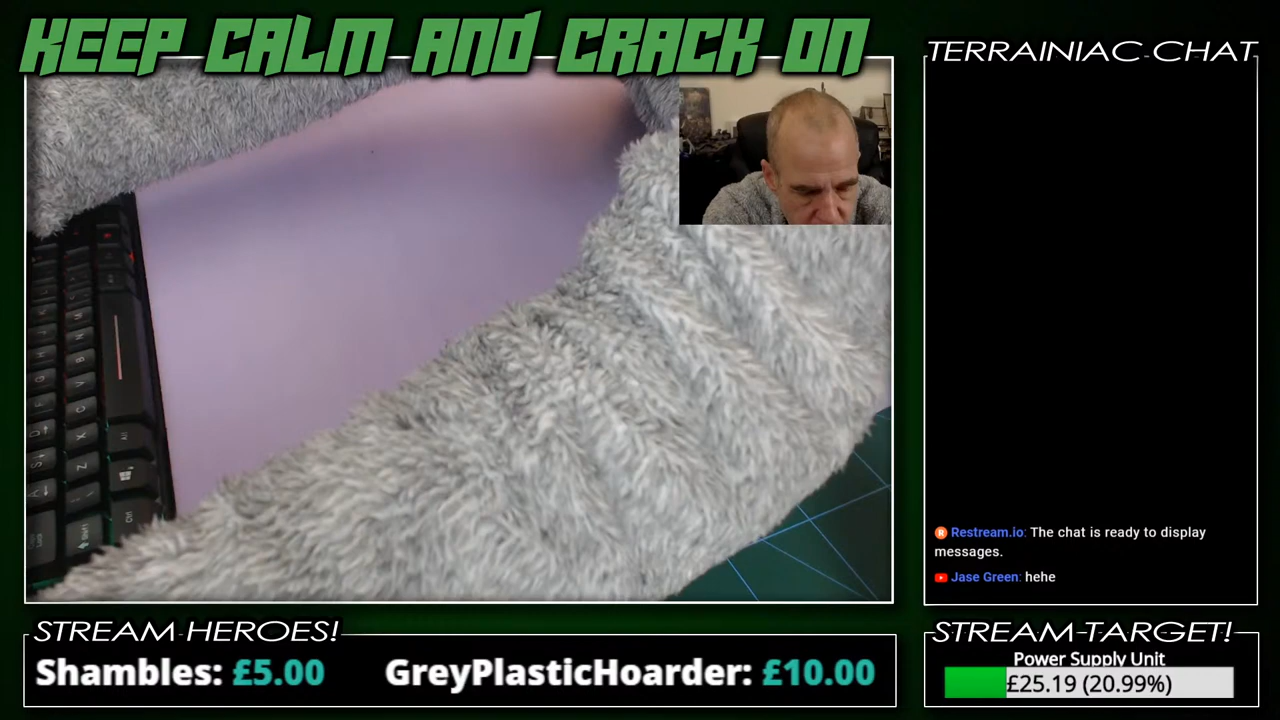 KEEP CALM AND CRACK ON
TERRAINIAC CHAT
Restream.io: The chat is ready to display
messages.
Jase Green: hehe
STREAM HEROES!
Shambles: £5.00 GreyPlasticHoarder: £10.00
STREAM TARGET!
Power Supply Unit
£25.19 (20.99%)